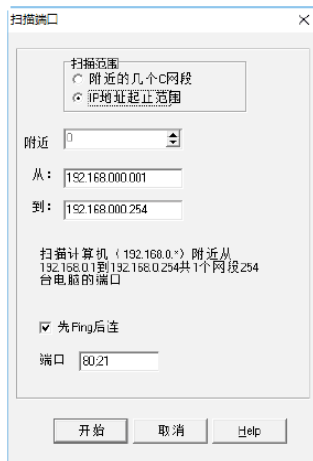 扫描端口
扫描范围
附近的几个C网段
IP地址起止范围
附近 0
从： 192.168.000.001
到： 192.168.000.254
扫描计算机（192.168.0.*）附近从
192.168.0.1到192.168.0.254共1个网段254
台电脑的端口
先Ping后连
端口 80;21
开始 取消 Help